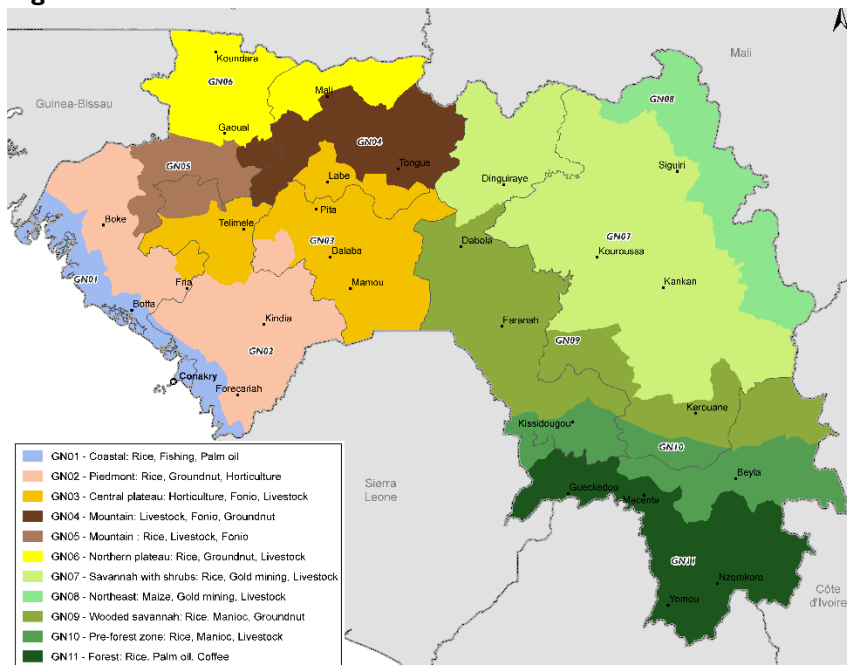 Koundara
Mali
GN06
GN08
Guinea-Bissau
Mali
Gaoual
GN04
GN05
Tongue
Siguiri
Labe
Dinguiraye
Pita
Boke
Telimele
GN03
Dabola
GN07
Dalaba
Kouroussa
GN01
Fria
Mamou
Kankan
Boffa
Kindia
Faranah
GN02
GN09
Conakry
Forecariah
Kerouane
Kissidougou
GN10
Beyla
Sierra
Leone
Gueckedou
Macenta
GN11
Nzerekore
Yomou
Côte
d'Ivoire
GN01 - Coastal: Rice, Fishing, Palm oil
GN02 - Piedmont: Rice, Groundnut, Horticulture
GN03 - Central plateau: Horticulture, Fonio, Livestock
GN04 - Mountain: Livestock, Fonio, Groundnut
GN05 - Mountain : Rice, Livestock, Fonio
GN06 - Northern plateau: Rice, Groundnut, Livestock
GN07 - Savannah with shrubs: Rice, Gold mining, Livestock
GN08 - Northeast: Maize, Gold mining, Livestock
GN09 - Wooded savannah: Rice, Manioc, Groundnut
GN10 - Pre-forest zone: Rice, Manioc, Livestock
GN11 - Forest: Rice, Palm oil, Coffee